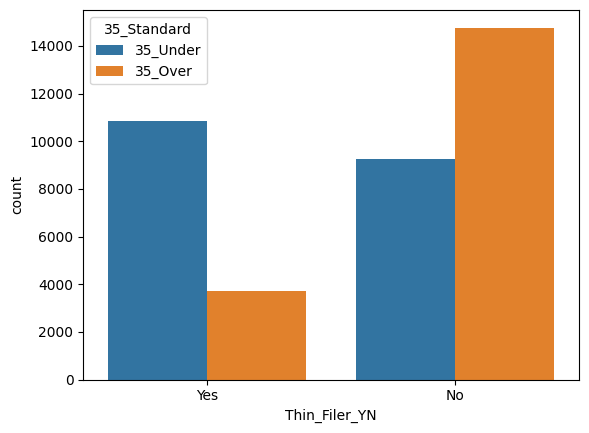 35_Standard
35_Under
35_Over
14000
12000
10000
8000
6000
4000
2000
0
count
Yes
No
Thin_Filer_YN